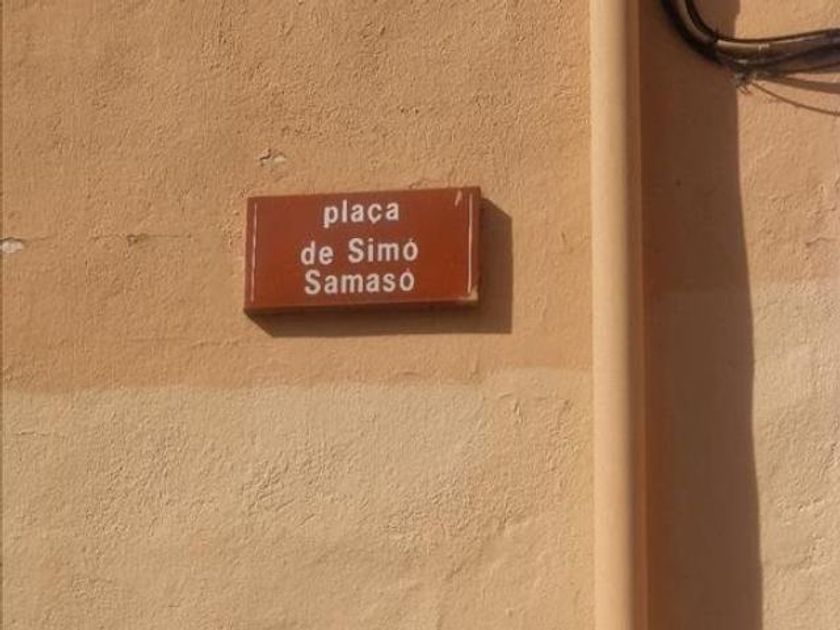 plaça
de Simó
Samasó